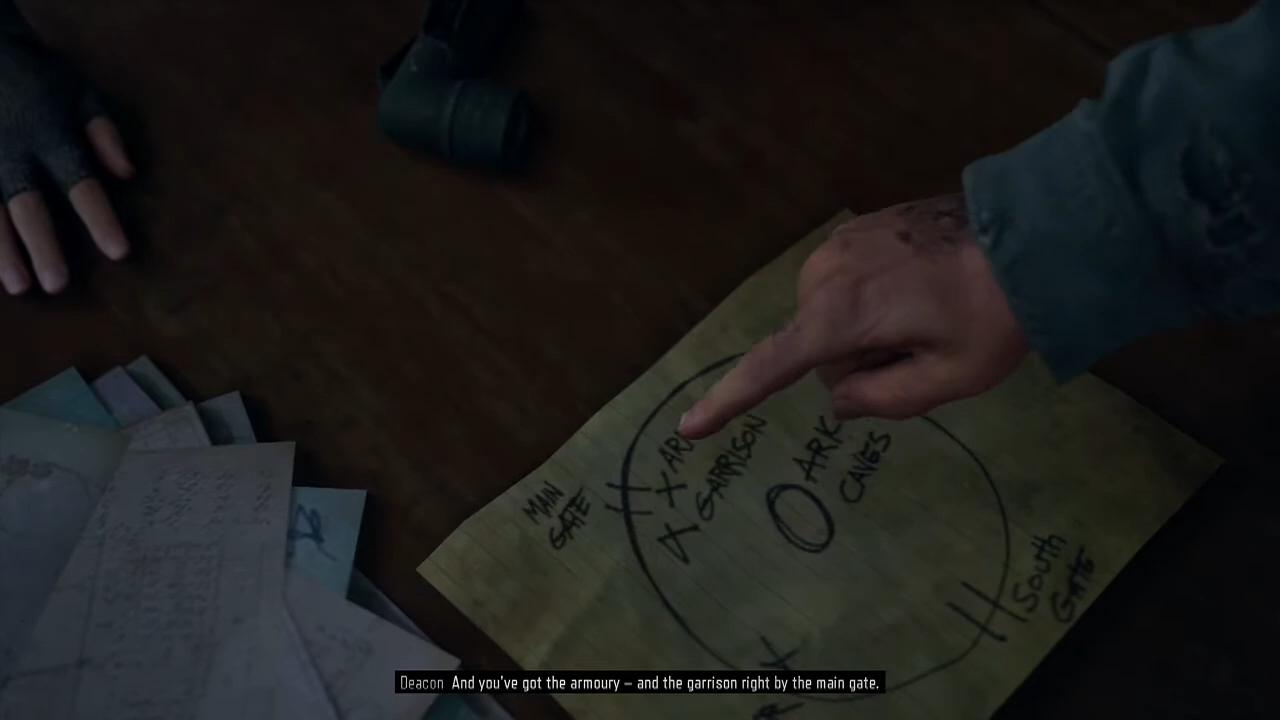 MAIN
GATE
X AR
X GARRISON
ARK
CAVES
South
GATE
Deacon And you've got the armoury – and the garrison right by the main gate.